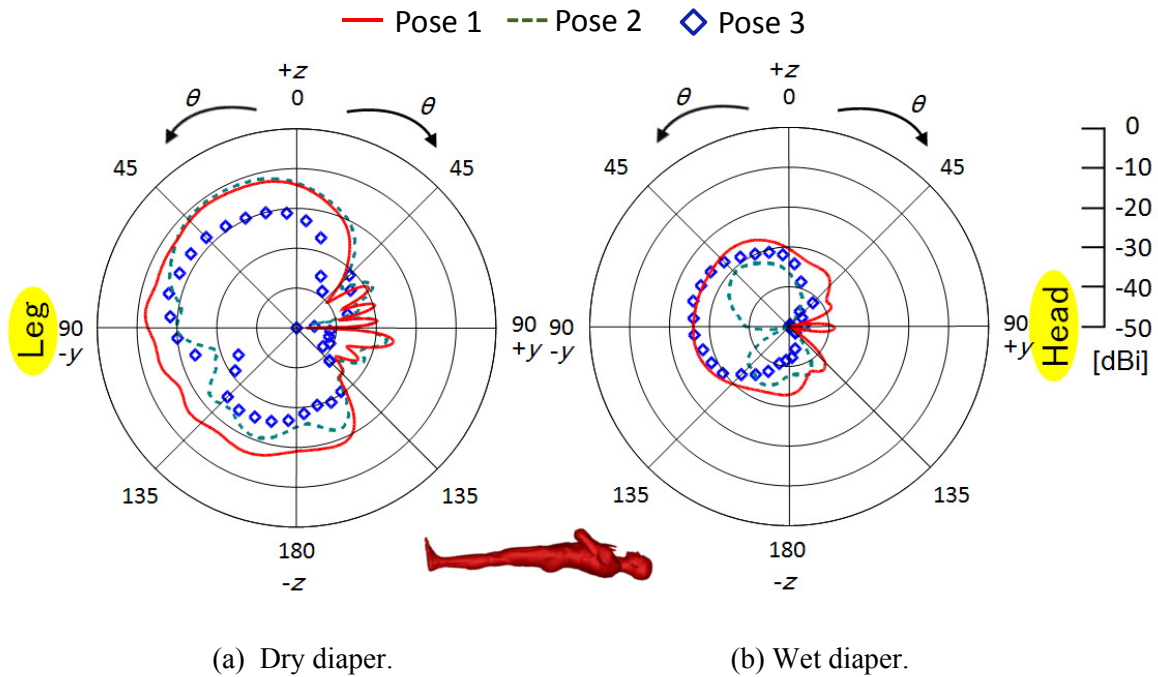 Pose 1 Pose 2 Pose 3
+z
0
θ θ
45 45
Leg
90
-y
90
+y
135 135
180
-z
(a) Dry diaper.
+z
0
θ θ
45 45
90
-y
90
+y
Head
135 135
180
-z
(b) Wet diaper.
0
-10
-20
-30
-40
-50
[dBi]